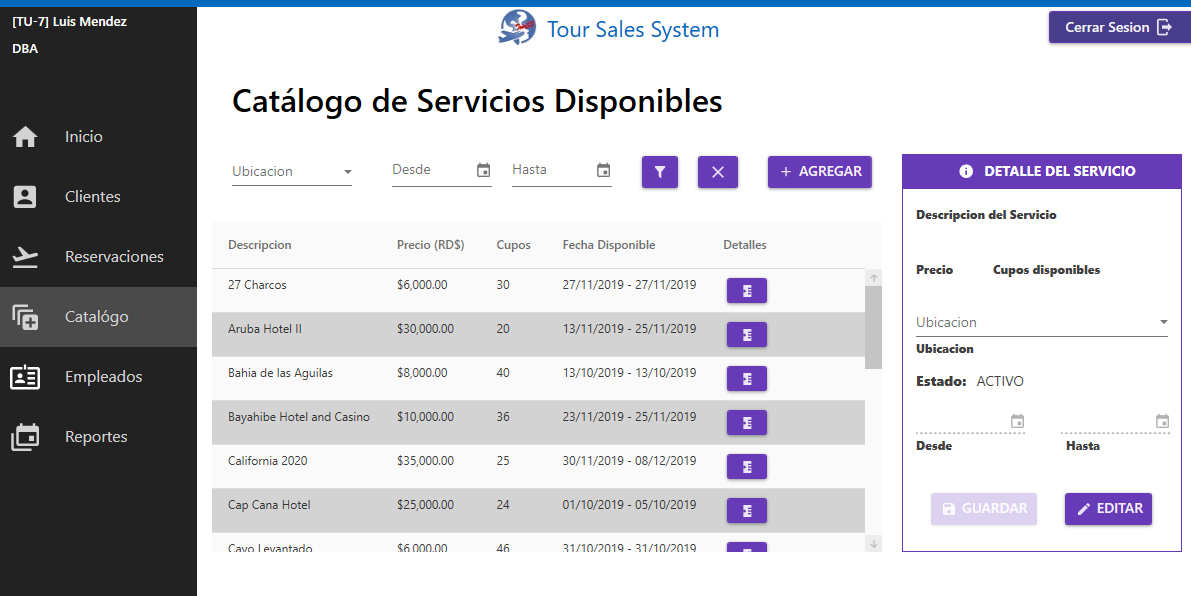 [TU-7] Luis Mendez
DBA
Tour Sales System
Cerrar Sesion
Inicio
Clientes
Reservaciones
Catalógo
Empleados
Reportes
Catálogo de Servicios Disponibles
Ubicacion Desde Hasta + AGREGAR
Descripcion Precio (RD$) Cupos Fecha Disponible Detalles
27 Charcos $6,000.00 30 27/11/2019 - 27/11/2019
Aruba Hotel II $30,000.00 20 13/11/2019 - 25/11/2019
Bahia de las Aguilas $8,000.00 40 13/10/2019 - 13/10/2019
Bayahibe Hotel and Casino $10,000.00 36 23/11/2019 - 25/11/2019
California 2020 $35,000.00 25 30/11/2019 - 08/12/2019
Cap Cana Hotel $25,000.00 24 01/10/2019 - 05/10/2019
Cayo Levantado $6,000.00 46 31/10/2019 - 31/10/2019
DETALLE DEL SERVICIO
Descripcion del Servicio
Precio Cupos disponibles
Ubicacion
Ubicacion
Estado: ACTIVO
Desde Hasta
GUARDAR EDITAR